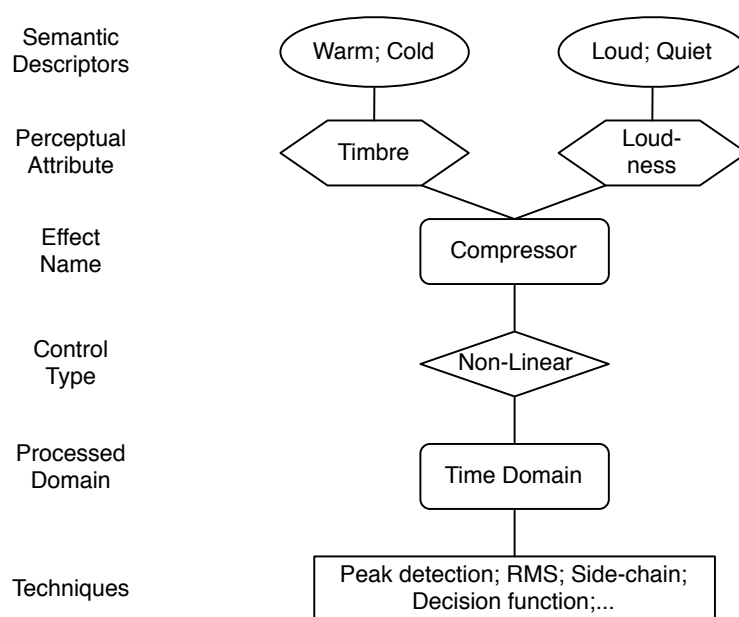 Semantic
Descriptors
Warm; Cold
Loud; Quiet
Perceptual
Attribute
Timbre
Loud-
ness
Effect
Name
Compressor
Control
Type
Non-Linear
Processed
Domain
Time Domain
Techniques
Peak detection; RMS; Side-chain;
Decision function;...